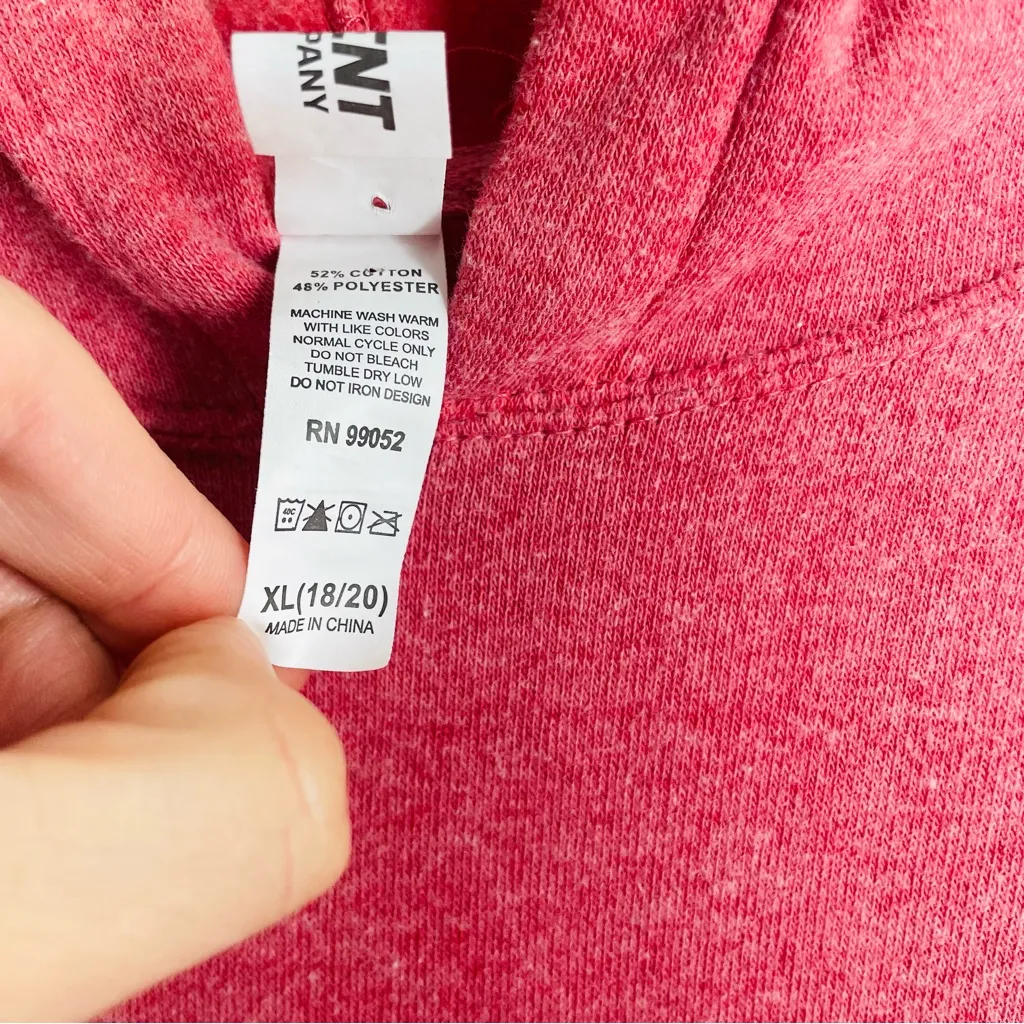 ENT
PANY
52% COTTON
48% POLYESTER
MACHINE WASH WARM
WITH LIKE COLORS
NORMAL CYCLE ONLY
DO NOT BLEACH
TUMBLE DRY LOW
DO NOT IRON DESIGN
RN 99052
40C
XL(18/20)
MADE IN CHINA